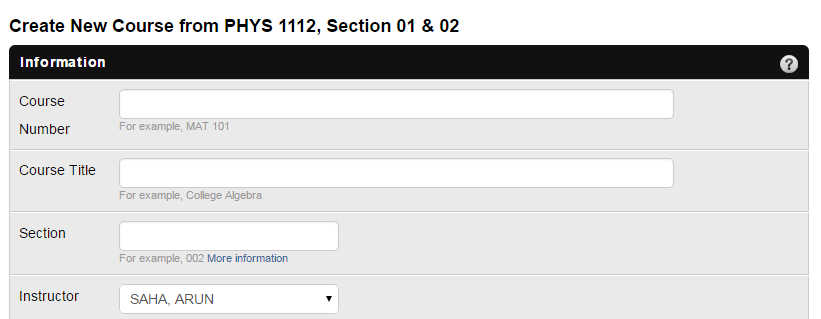 Create New Course from PHYS 1112, Section 01 & 02
Information
?
Course
Number
For example, MAT 101
Course Title
For example, College Algebra
Section
For example, 002 More information
Instructor
SAHA, ARUN